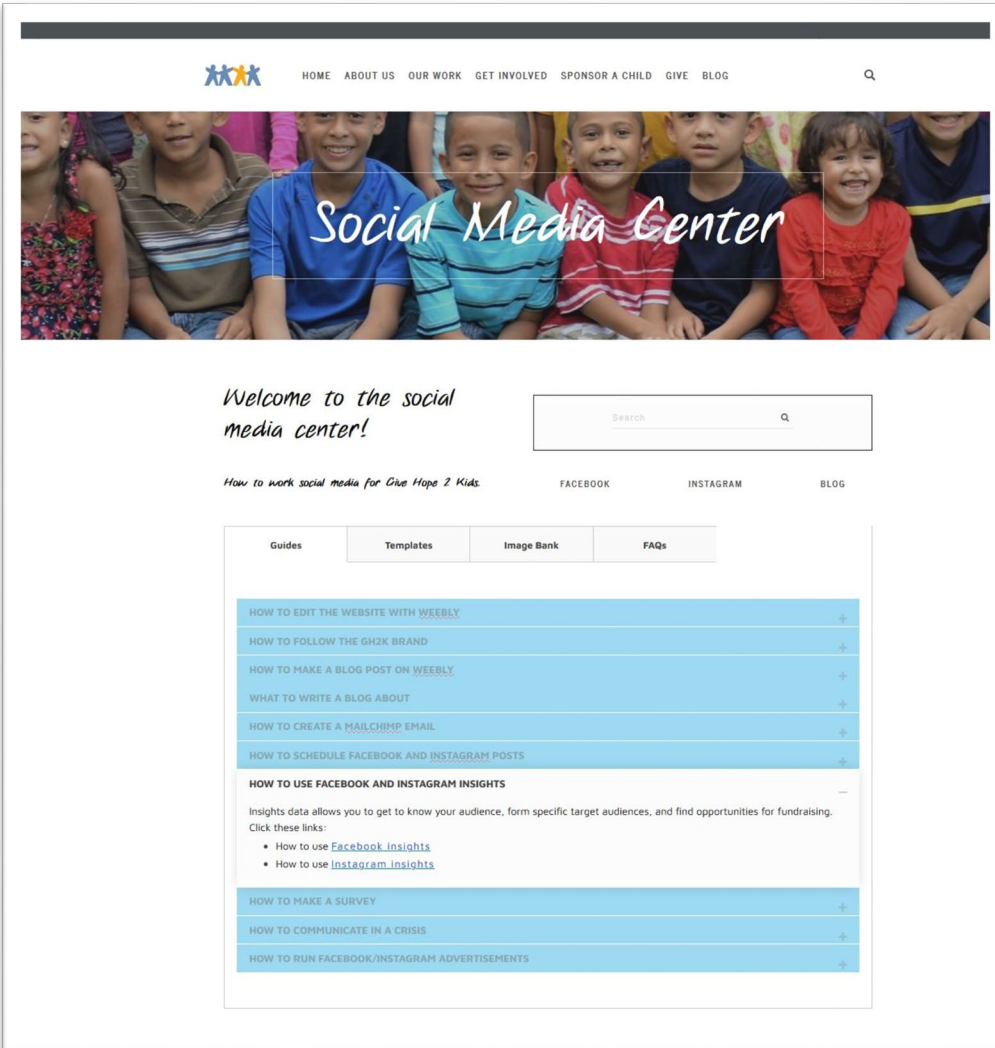 HOME ABOUT US OUR WORK GET INVOLVED SPONSOR A CHILD GIVE BLOG
Social Media Center
Welcome to the social
media center!
Search
How to work social media for Give Hope 2 Kids.
FACEBOOK INSTAGRAM BLOG
Guides Templates Image Bank FAQs
HOW TO EDIT THE WEBSITE WITH WEEBLY
HOW TO FOLLOW THE GH2K BRAND
HOW TO MAKE A BLOG POST ON WEEBLY
WHAT TO WRITE A BLOG ABOUT
HOW TO CREATE A MAILCHIMP EMAIL
HOW TO SCHEDULE FACEBOOK AND INSTAGRAM POSTS
HOW TO USE FACEBOOK AND INSTAGRAM INSIGHTS
Insights data allows you to get to know your audience, form specific target audiences, and find opportunities for fundraising.
Click these links:
• How to use Facebook insights
• How to use Instagram insights
HOW TO MAKE A SURVEY
HOW TO COMMUNICATE IN A CRISIS
HOW TO RUN FACEBOOK/INSTAGRAM ADVERTISEMENTS